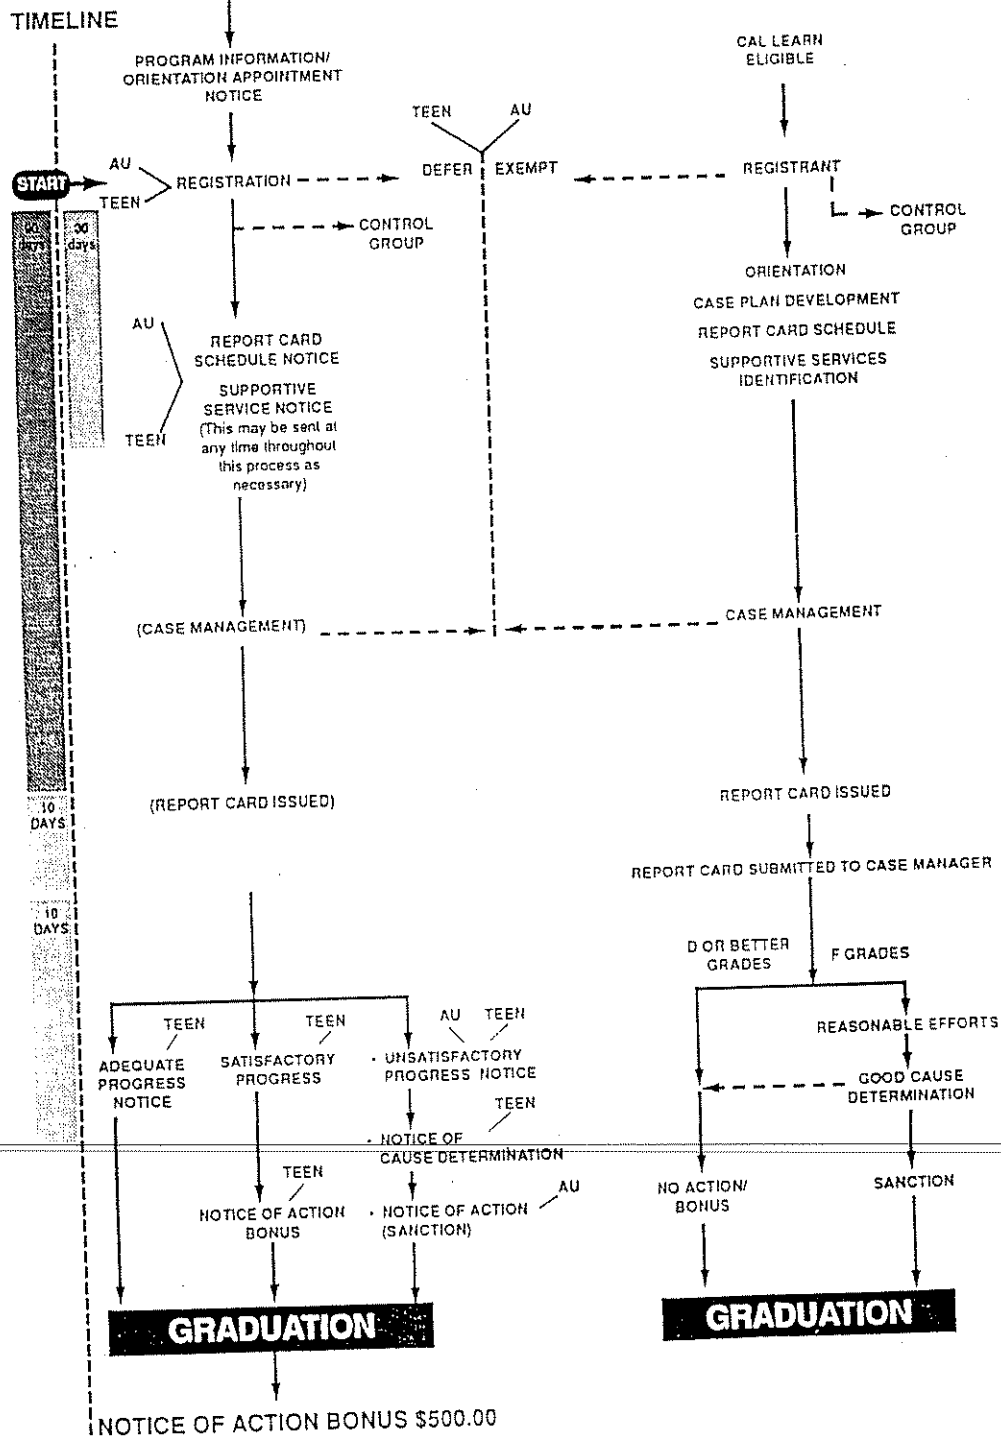 TIMELINE
PROGRAM INFORMATION/
ORIENTATION APPOINTMENT
NOTICE
CAL LEARN
ELIGIBLE
TEEN
AU
AU
START
REGISTRATION
TEEN
DEFER
EXEMPT
REGISTRANT
90
days
30
days
CONTROL
GROUP
CONTROL
GROUP
ORIENTATION
CASE PLAN DEVELOPMENT
REPORT CARD SCHEDULE
SUPPORTIVE SERVICES
IDENTIFICATION
AU
REPORT CARD
SCHEDULE NOTICE
SUPPORTIVE
SERVICE NOTICE
(This may be sent at
any time throughout
this process as
necessary)
TEEN
(CASE MANAGEMENT)
CASE MANAGEMENT
(REPORT CARD ISSUED)
REPORT CARD ISSUED
10
DAYS
REPORT CARD SUBMITTED TO CASE MANAGER
10
DAYS
D OR BETTER
GRADES
F GRADES
TEEN
TEEN
AU
TEEN
REASONABLE EFFORTS
ADEQUATE
PROGRESS
NOTICE
SATISFACTORY
PROGRESS
• UNSATISFACTORY
PROGRESS NOTICE
GOOD CAUSE
DETERMINATION
TEEN
• NOTICE OF
CAUSE DETERMINATION
TEEN
AU
NOTICE OF ACTION
BONUS
• NOTICE OF ACTION
(SANCTION)
NO ACTION/
BONUS
SANCTION
GRADUATION
GRADUATION
NOTICE OF ACTION BONUS $500.00